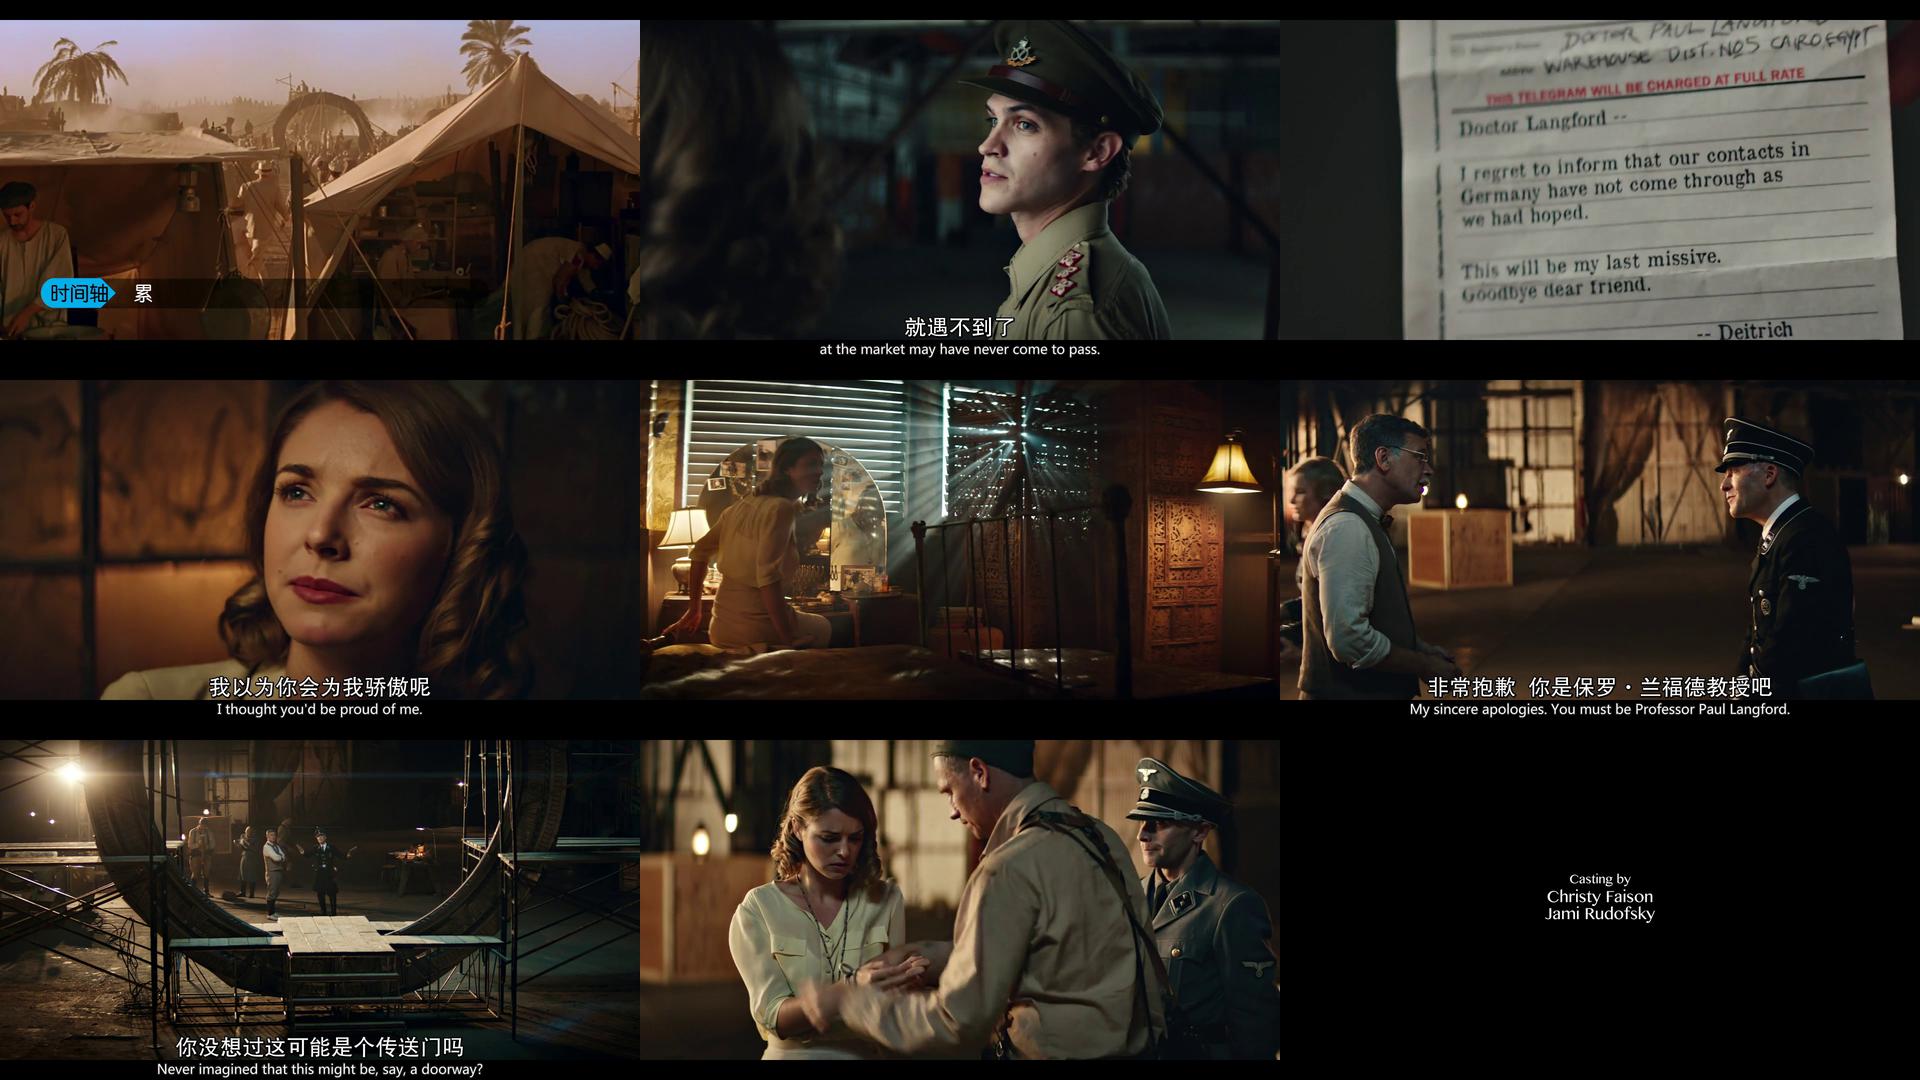 时间轴 累
就遇不到了
at the market may have never come to pass.
DOCTOR PAUL LANGFORD
WAREHOUSE DIST. NO5 CAIRO, EGYPT
THIS TELEGRAM WILL BE CHARGED AT FULL RATE
Doctor Langford --
I regret to inform that our contacts in
Germany have not come through as
we had hoped.
This will be my last missive.
Goodbye dear friend.
-- Deitrich
我以为你会为我骄傲呢
I thought you'd be proud of me.
非常抱歉 你是保罗·兰福德教授吧
My sincere apologies. You must be Professor Paul Langford.
你没想过这可能是个传送门吗
Never imagined that this might be, say, a doorway?
Casting by
Christy Faison
Jami Rudofsky